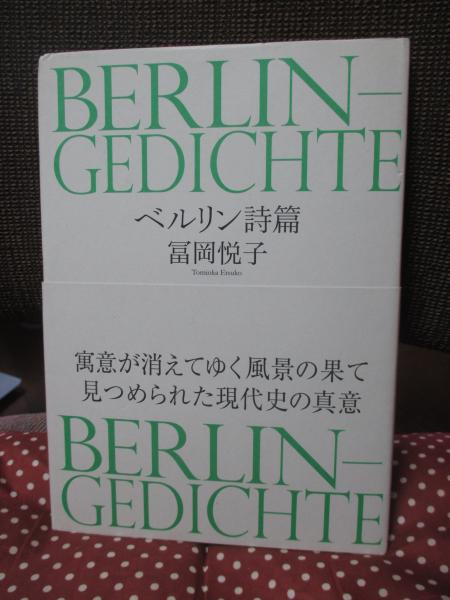 BERLIN–
GEDICHTE
ベルリン詩篇
冨岡悦子
Tomioka Etsuko
寓意が消えてゆく風景の果て
見つめられた現代史の真意
BERLIN–
GEDICHTE